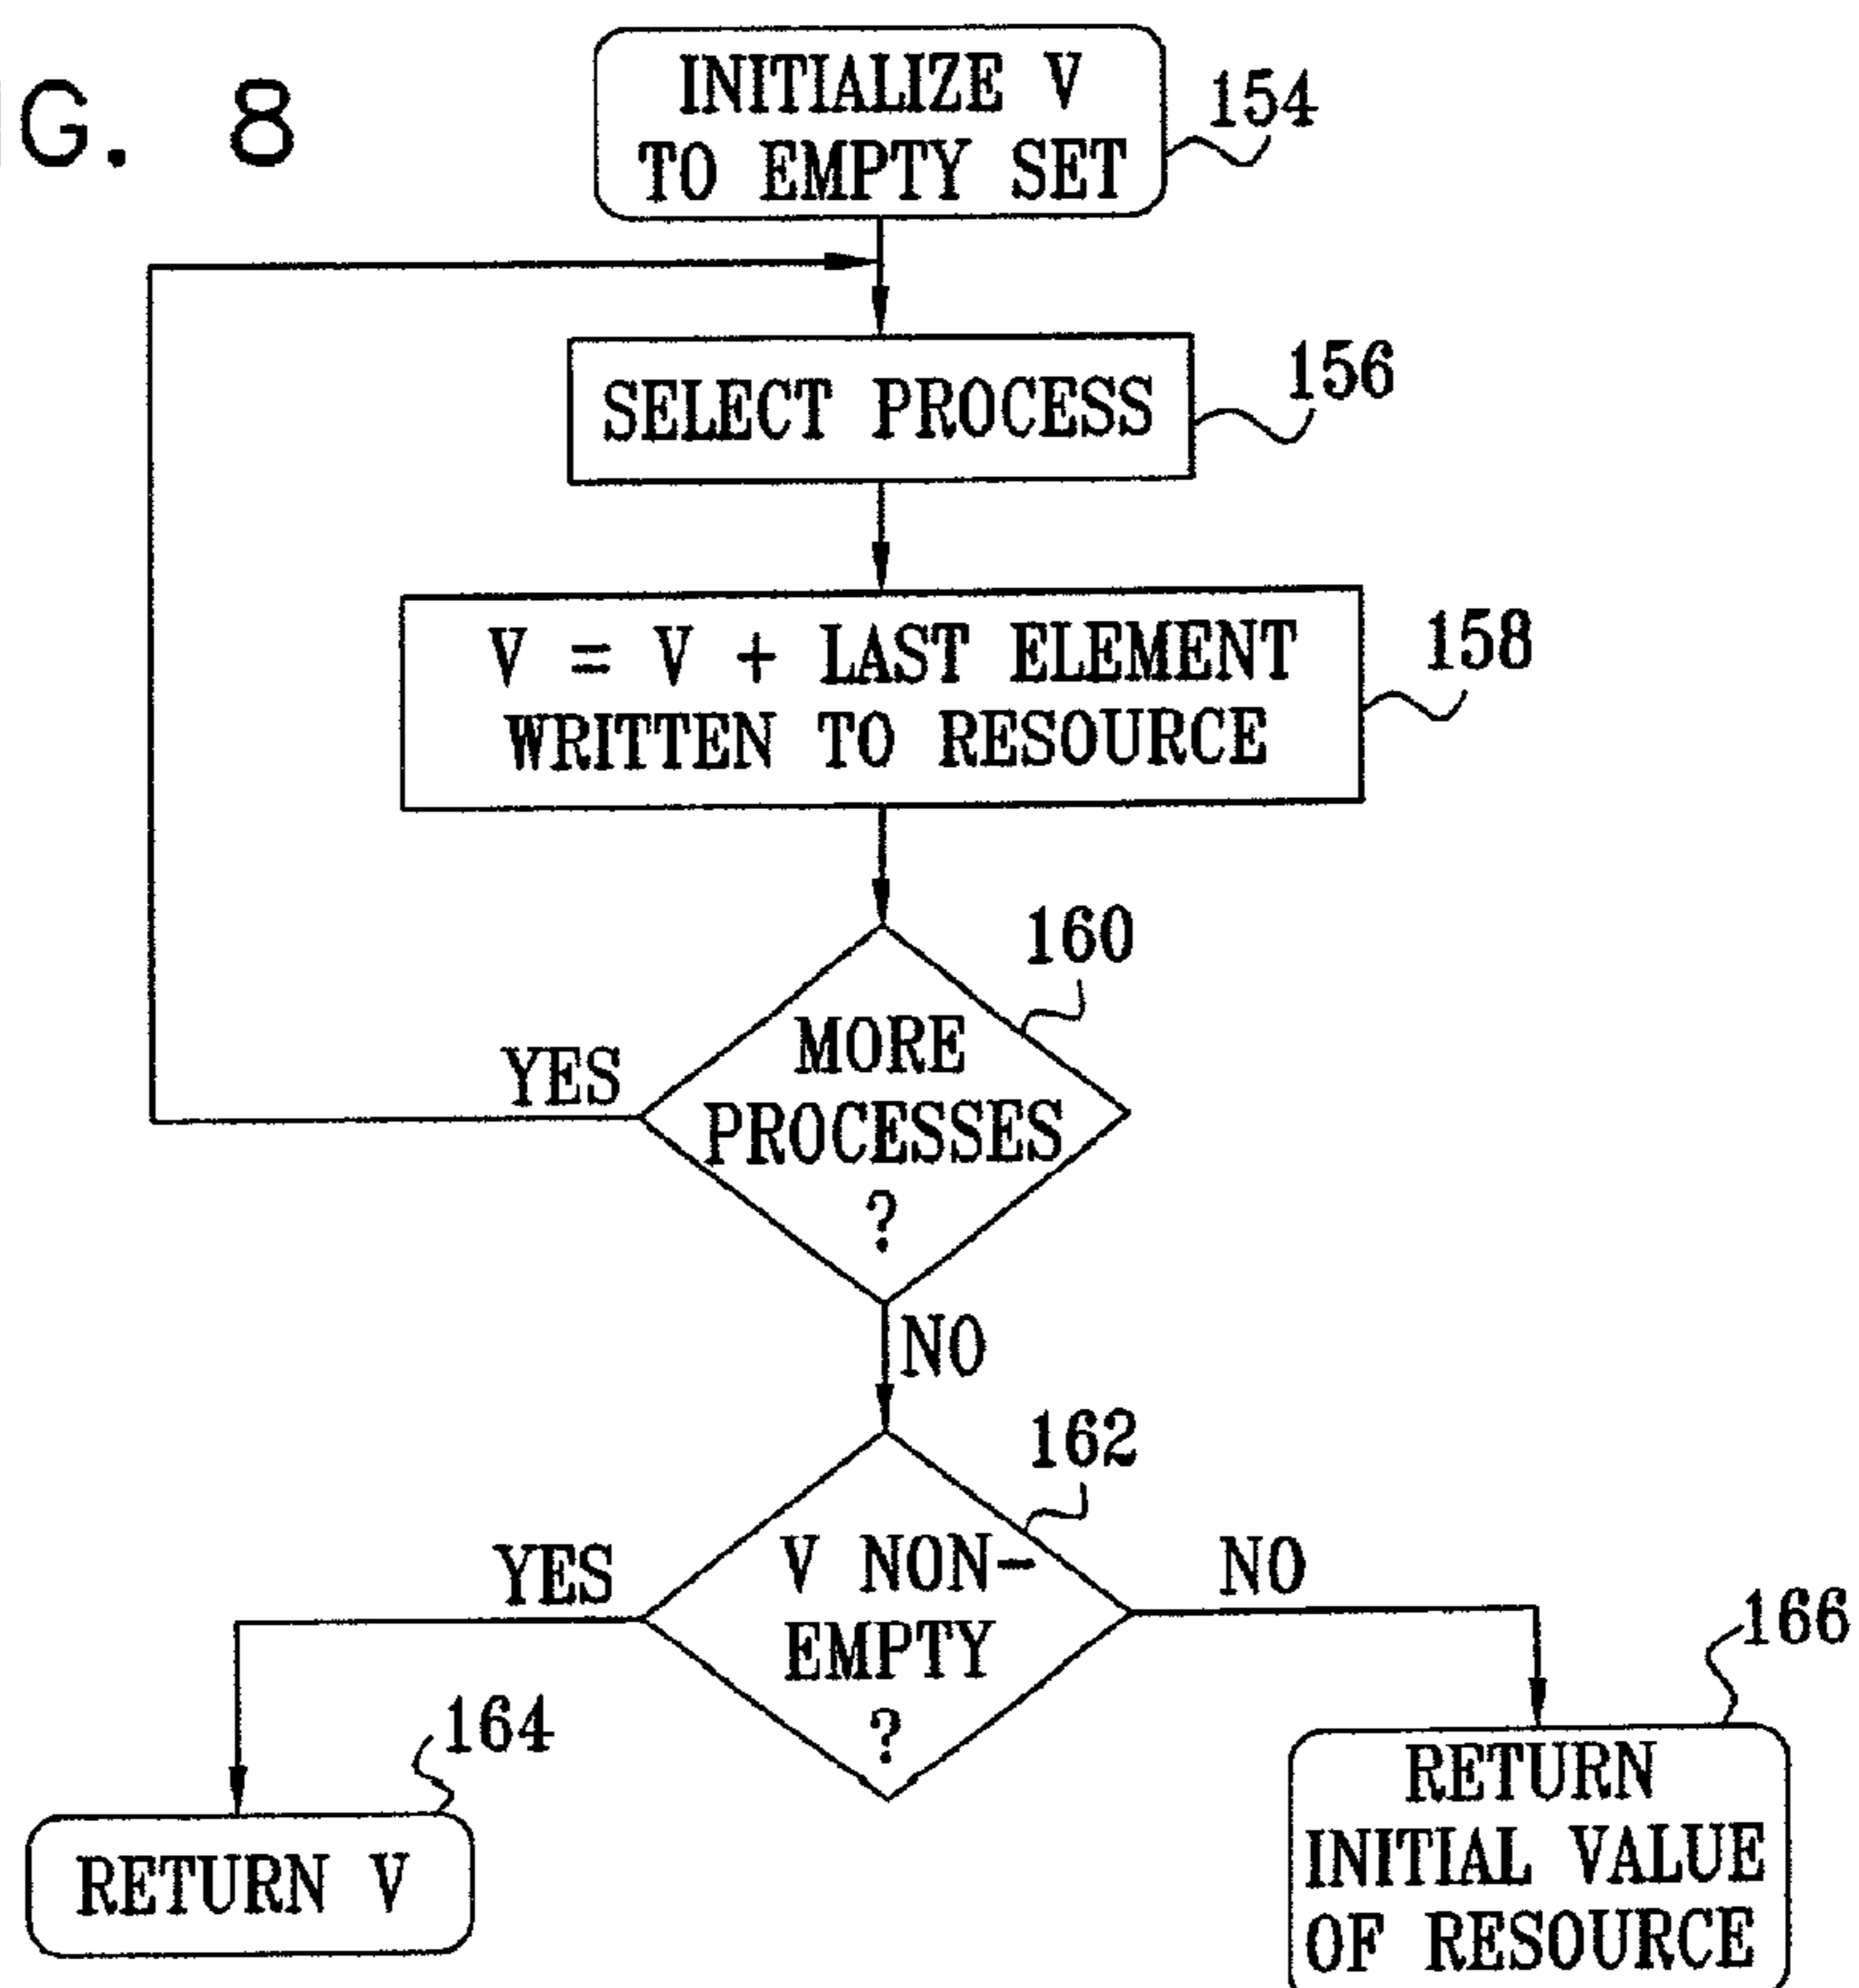 G. 8
INITIALIZE V
TO EMPTY SET
154
SELECT PROCESS
156
V = V + LAST ELEMENT
WRITTEN TO RESOURCE
158
160
MORE
PROCESSES
?
YES
NO
162
V NON-
EMPTY
?
YES
NO
164
RETURN V
166
RETURN
INITIAL VALUE
OF RESOURCE